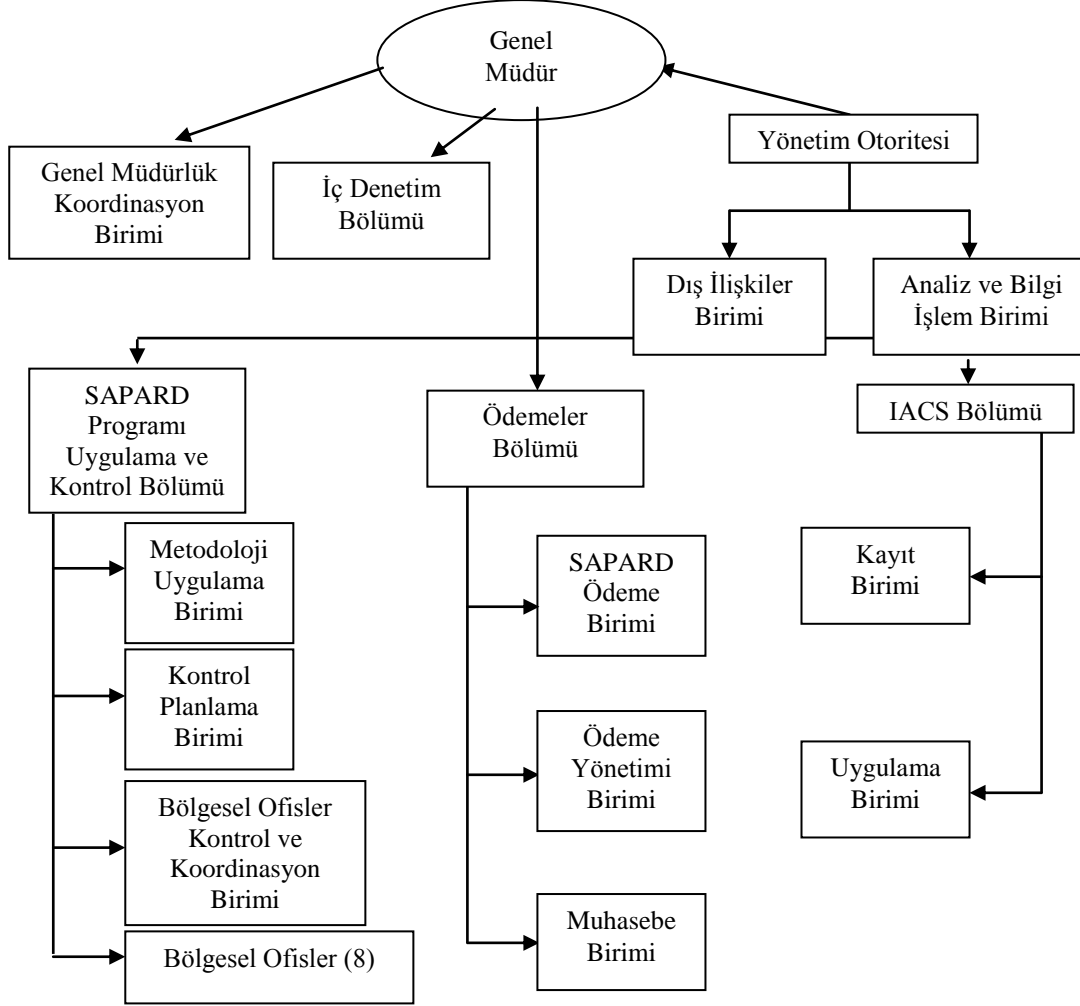 Genel
Müdür
Yönetim Otoritesi
Genel Müdürlük
Koordinasyon
Birimi
İç Denetim
Bölümü
Dış İlişkiler
Birimi
Analiz ve Bilgi
İşlem Birimi
SAPARD
Programı
Uygulama ve
Kontrol Bölümü
Ödemeler
Bölümü
IACS Bölümü
Metodoloji
Uygulama
Birimi
Kontrol
Planlama
Birimi
Bölgesel Ofisler
Kontrol ve
Koordinasyon
Birimi
Bölgesel Ofisler (8)
SAPARD
Ödeme
Birimi
Ödeme
Yönetimi
Birimi
Muhasebe
Birimi
Kayıt
Birimi
Uygulama
Birimi